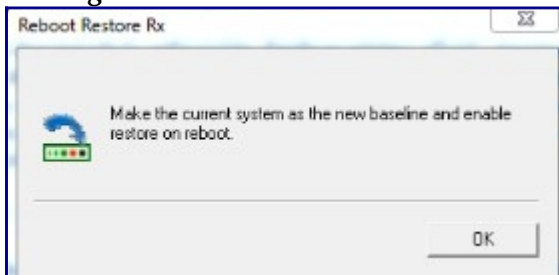 Reboot Restore Rx
Make the current system as the new baseline and enable
restore on reboot.
OK